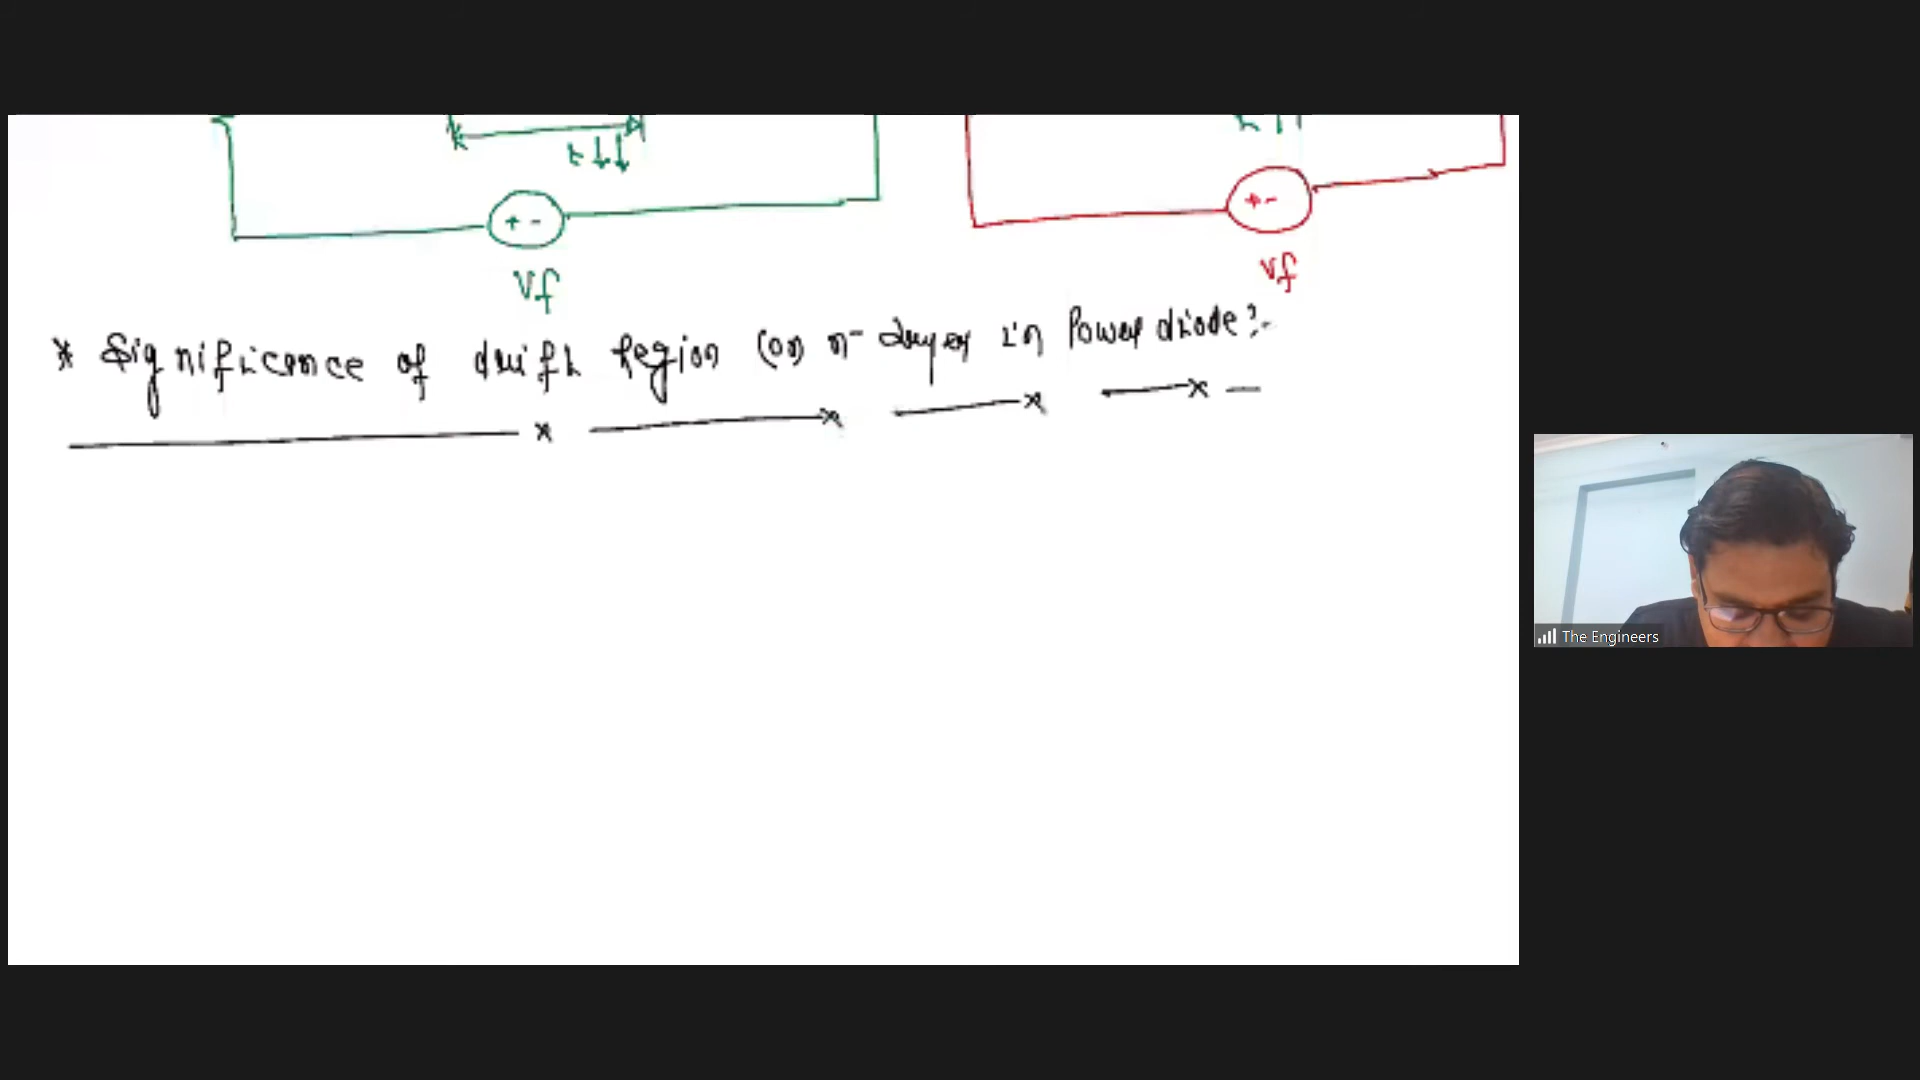 t↓↓
+ -
Vf
+ -
Vf
* Significance of drift region (or) n⁻ layer in Power diode:-
The Engineers